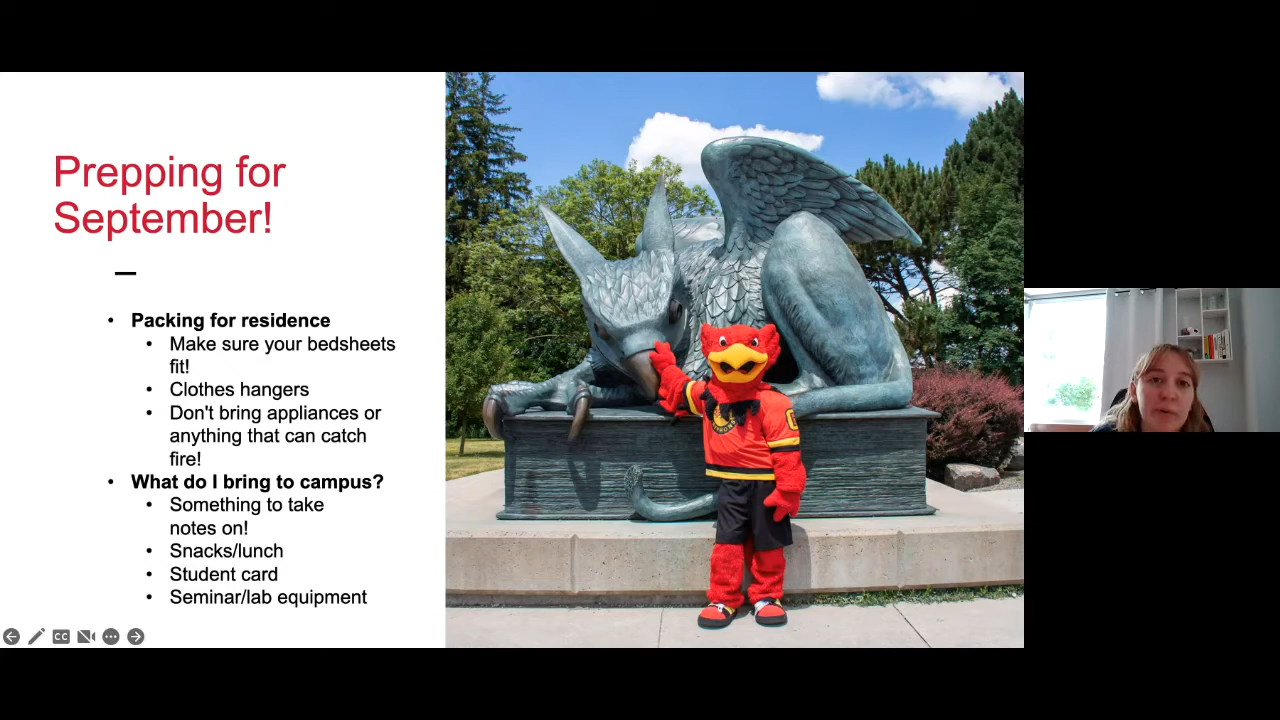 Prepping for
September!
Packing for residence
Make sure your bedsheets
fit!
Clothes hangers
Don't bring appliances or
anything that can catch
fire!
What do I bring to campus?
Something to take
notes on!
Snacks/lunch
Student card
Seminar/lab equipment
CC